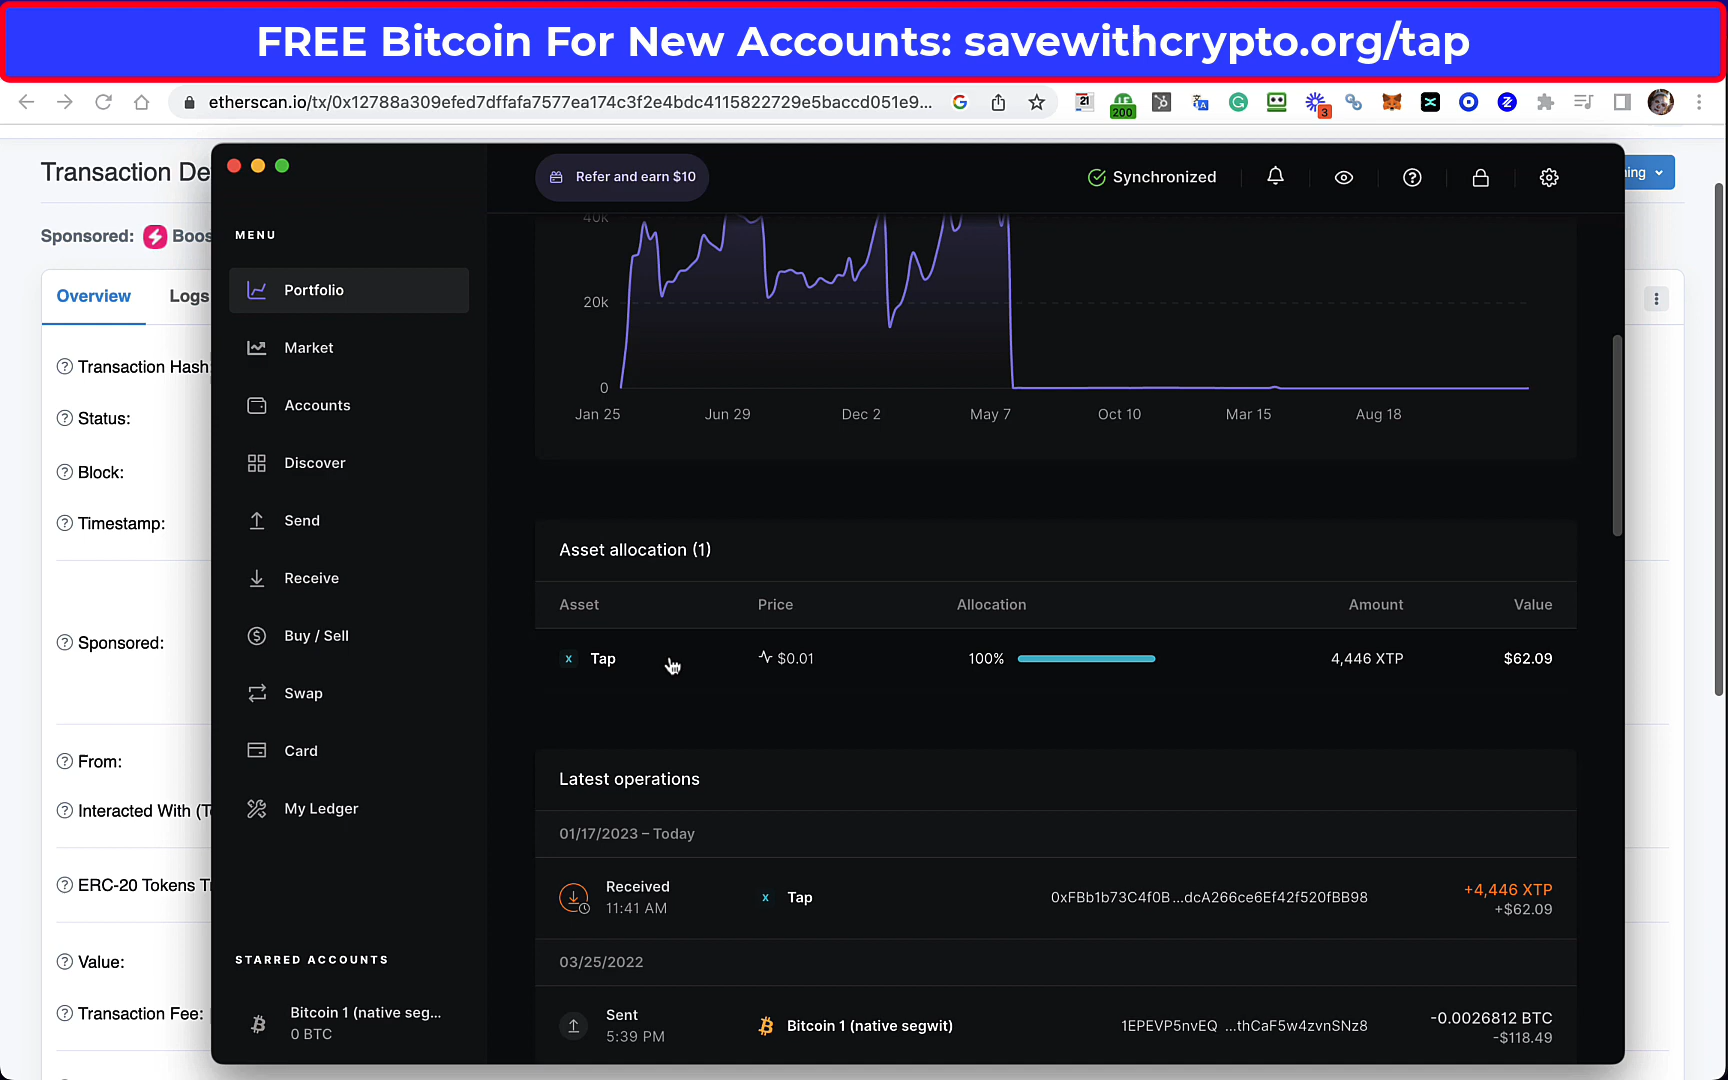 FREE Bitcoin For New Accounts: savewithcrypto.org/tap
etherscan.io/tx/0x12788a309efed7dffafa7577ea174c3f2e4bdc4115822729e5baccd051e9...
21
200
3
Transaction De
ing
Sponsored: Boos
Overview Logs
Transaction Hash
Status:
Block:
Timestamp:
Sponsored:
From:
Interacted With (T
ERC-20 Tokens T
Value:
Transaction Fee:
MENU
Portfolio
Market
Accounts
Discover
Send
Receive
Buy / Sell
Swap
Card
My Ledger
STARRED ACCOUNTS
Bitcoin 1 (native seg...
0 BTC
Refer and earn $10
Synchronized
40k
20k
0
Jan 25 Jun 29 Dec 2 May 7 Oct 10 Mar 15 Aug 18
Asset allocation (1)
Asset Price Allocation Amount Value
x Tap $0.01 100% 4,446 XTP $62.09
Latest operations
01/17/2023 – Today
Received x Tap 0xFBb1b73C4f0B...dcA266ce6Ef42f520fBB98 +4,446 XTP
11:41 AM +$62.09
03/25/2022
Sent Bitcoin 1 (native segwit) 1EPEVP5nvEQ ...thCaF5w4zvnSNz8 -0.0026812 BTC
5:39 PM -$118.49